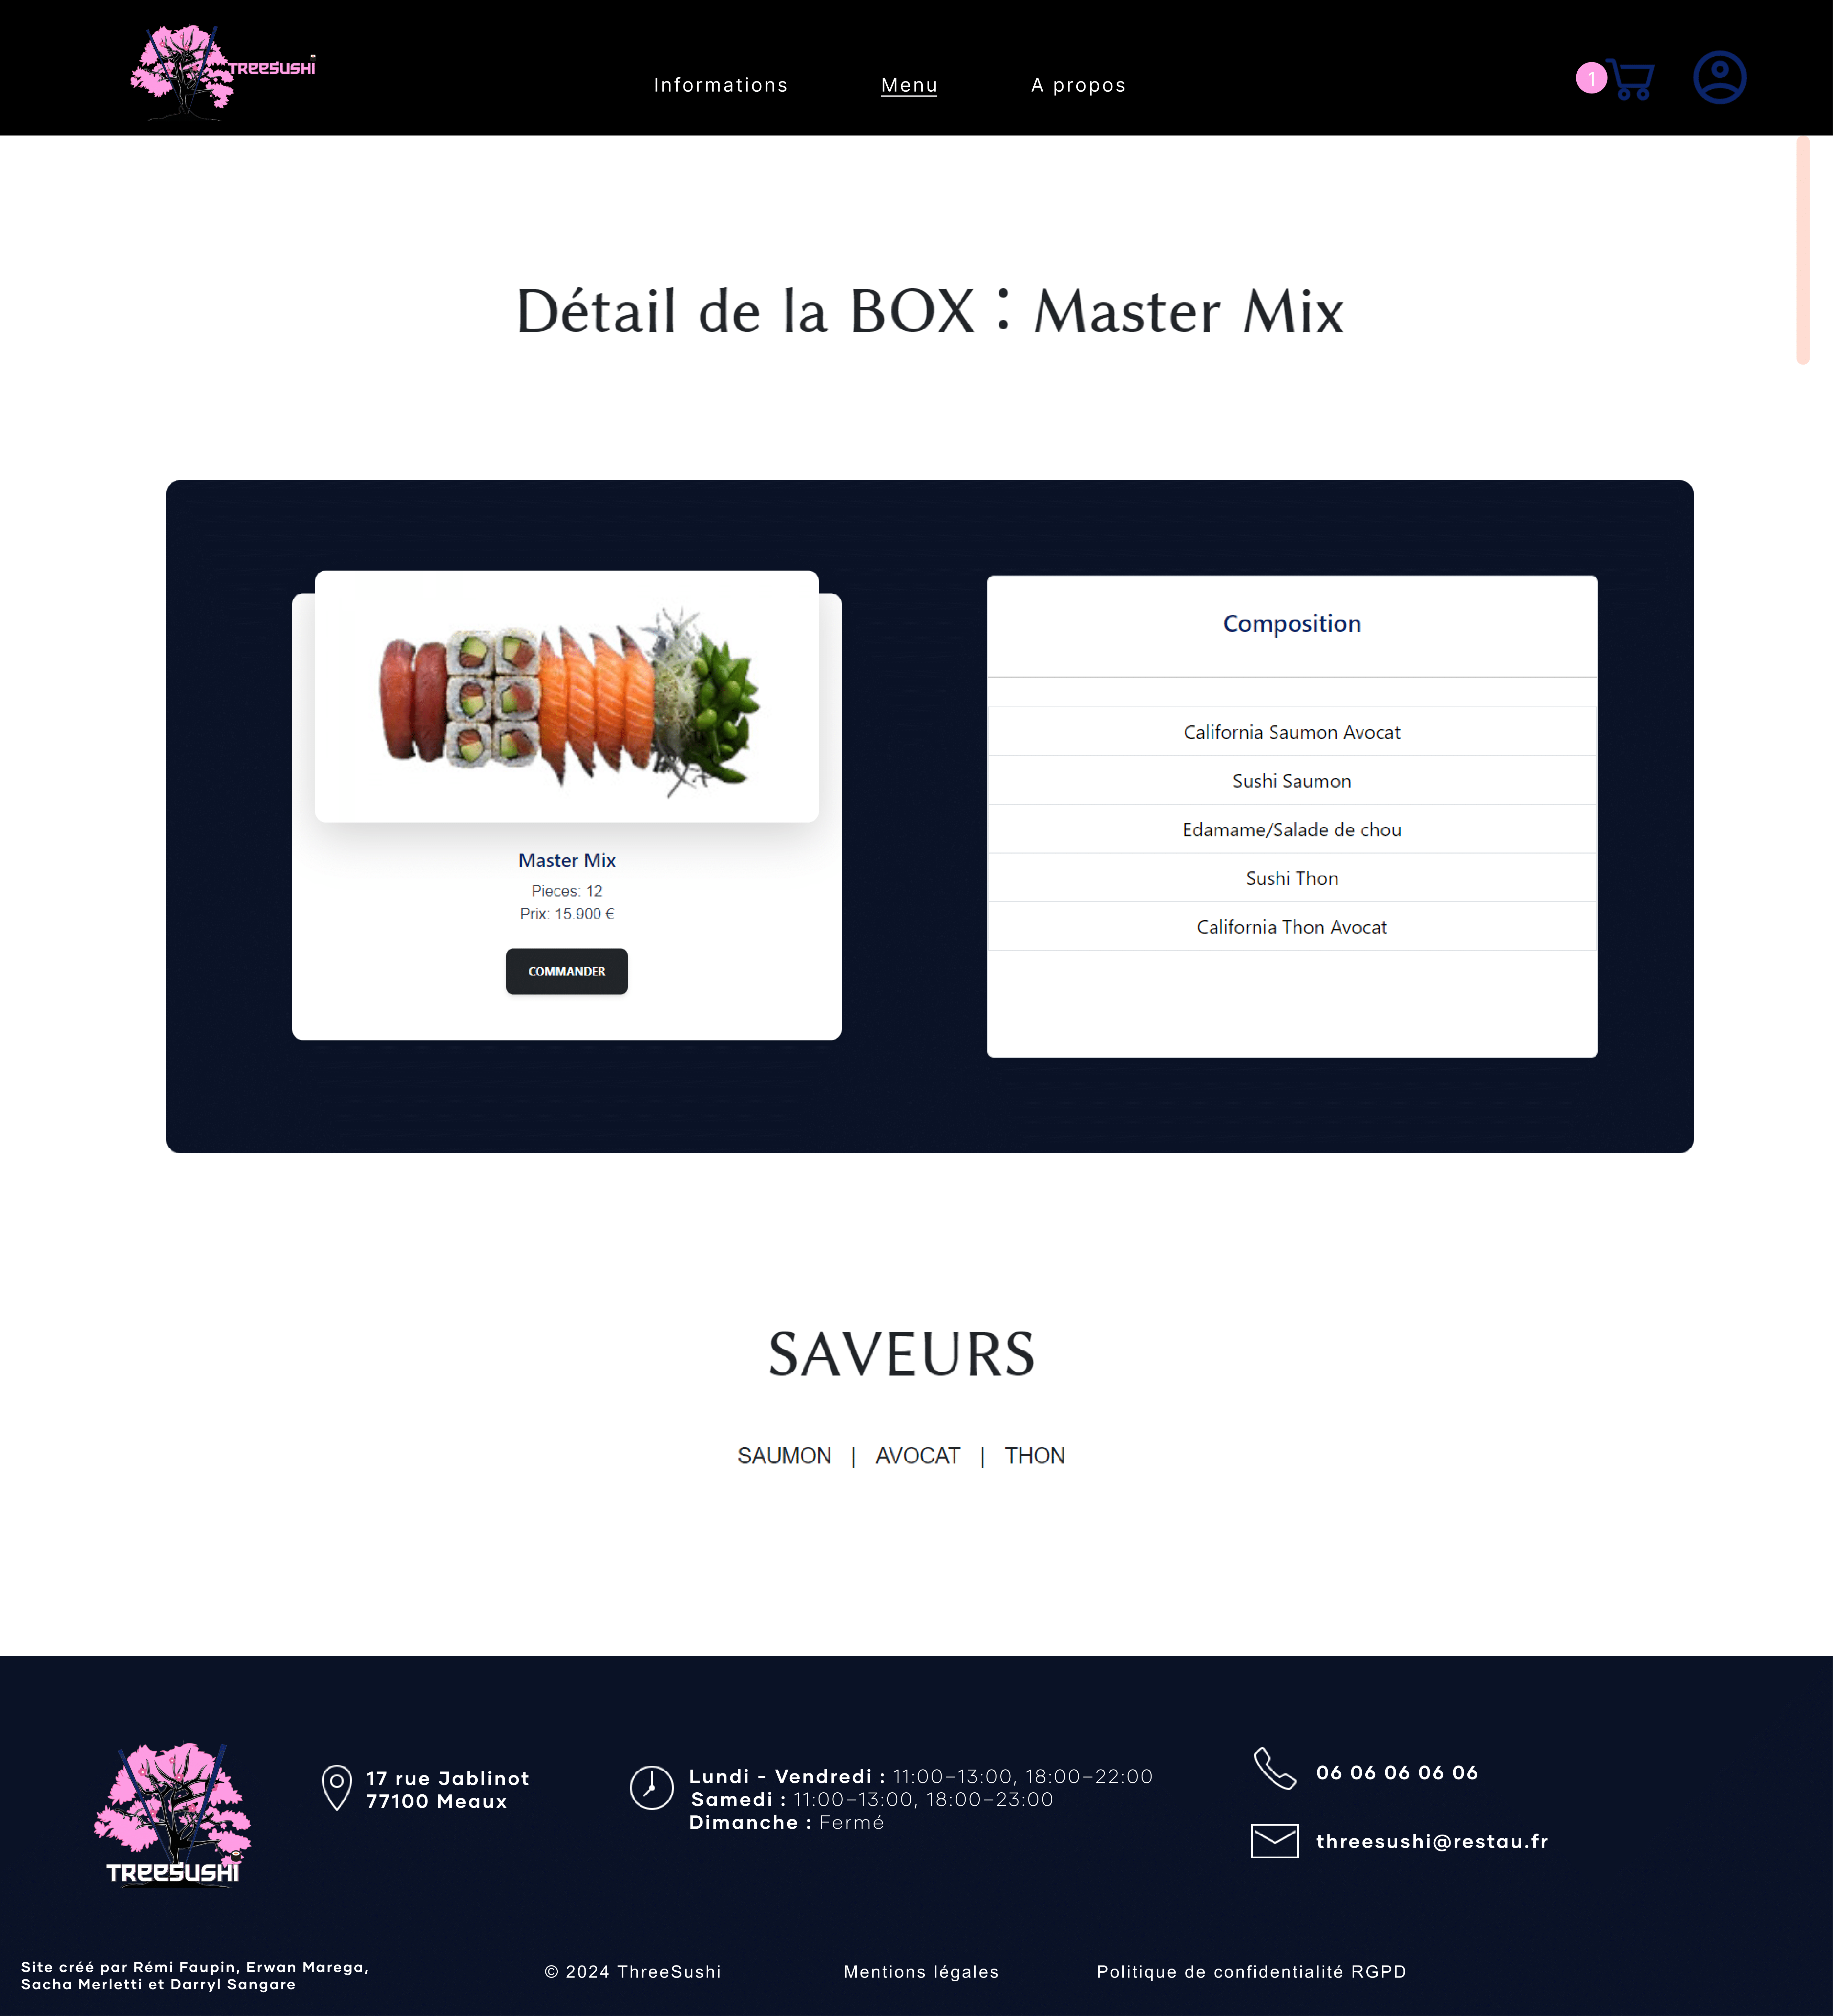 TREESUSHI
Informations
Menu
A propos
1
Détail de la BOX : Master Mix
Master Mix
Pieces: 12
Prix: 15.900 €
COMMANDER
Composition
California Saumon Avocat
Sushi Saumon
Edamame/Salade de chou
Sushi Thon
California Thon Avocat
SAVEURS
SAUMON | AVOCAT | THON
TREESUSHI
17 rue Jablinot
77100 Meaux
Lundi - Vendredi : 11:00–13:00, 18:00–22:00
Samedi : 11:00–13:00, 18:00–23:00
Dimanche : Fermé
06 06 06 06 06
threesushi@restau.fr
Site créé par Rémi Faupin, Erwan Marega,
Sacha Merletti et Darryl Sangare
© 2024 ThreeSushi
Mentions légales
Politique de confidentialité RGPD